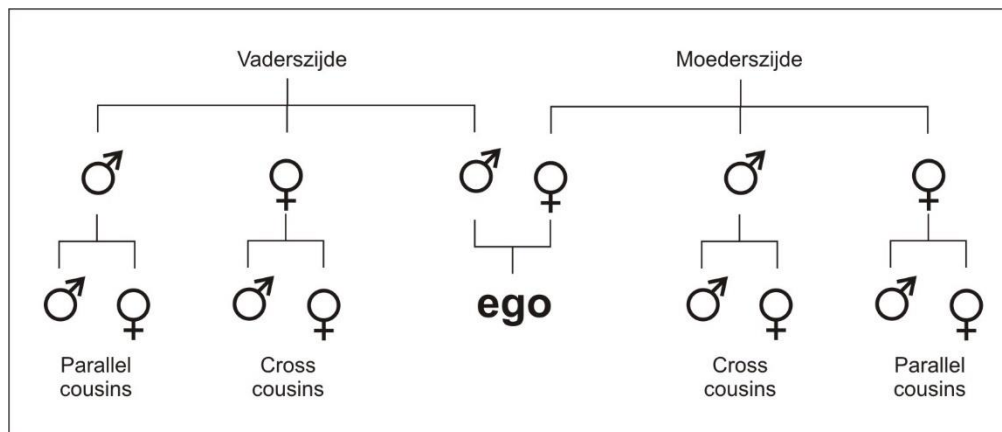 Vaderszijde
Moederszijde
ego
Parallel
cousins
Cross
cousins
Cross
cousins
Parallel
cousins